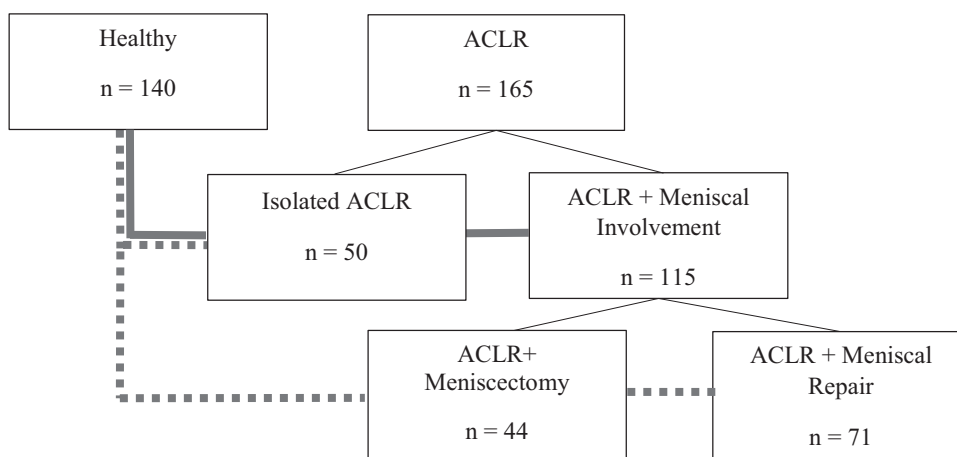 Healthy
n = 140
ACLR
n = 165
Isolated ACLR
n = 50
ACLR + Meniscal
Involvement
n = 115
ACLR+
Meniscectomy
n = 44
ACLR + Meniscal
Repair
n = 71